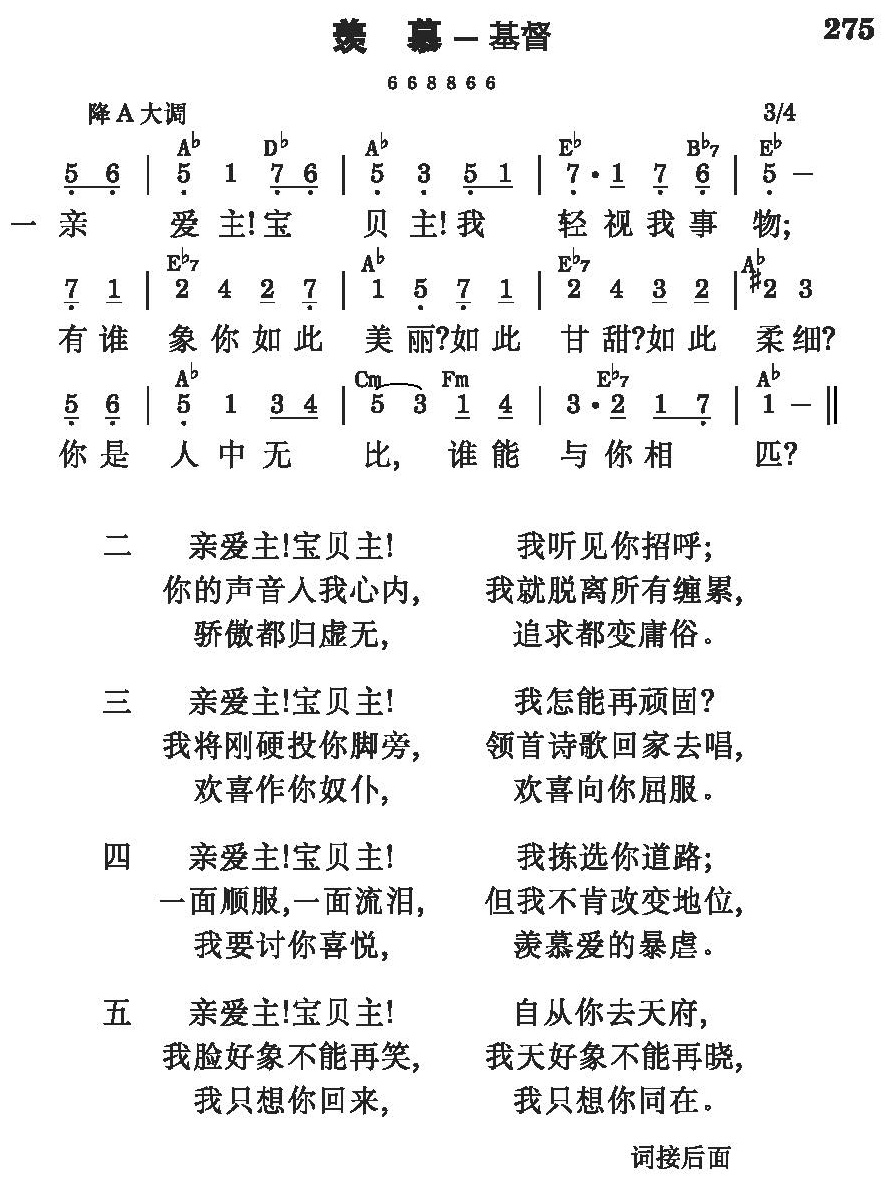 羡 慕 — 基督 275
6 6 8 8 6 6
降 A 大调 3/4
A♭ D♭ A♭ E♭ B♭7 E♭
5 6 | 5 1 7 6 | 5 3 5 1 | 7 · 1 7 6 | 5 —
一 亲 爱 主! 宝 贝 主! 我 轻 视 我 事 物;
E♭7 A♭ E♭7 A♭
7 1 | 2 4 2 7 | 1 5 7 1 | 2 4 3 2 | #2 3
有 谁 象 你 如 此 美 丽? 如 此 甘 甜? 如 此 柔 细?
A♭ Cm Fm E♭7 A♭
5 6 | 5 1 3 4 | 5 3 1 4 | 3 · 2 1 7 | 1 — ‖
你 是 人 中 无 比, 谁 能 与 你 相 匹?
二 亲爱主!宝贝主! 我听见你招呼;
你的声音入我心内, 我就脱离所有缠累,
骄傲都归虚无, 追求都变庸俗。
三 亲爱主!宝贝主! 我怎能再顽固?
我将刚硬投你脚旁, 领首诗歌回家去唱,
欢喜作你奴仆, 欢喜向你屈服。
四 亲爱主!宝贝主! 我拣选你道路;
一面顺服,一面流泪, 但我不肯改变地位,
我要讨你喜悦, 羡慕爱的暴虐。
五 亲爱主!宝贝主! 自从你去天府,
我脸好象不能再笑, 我天好象不能再晓,
我只想你回来, 我只想你同在。
词接后面